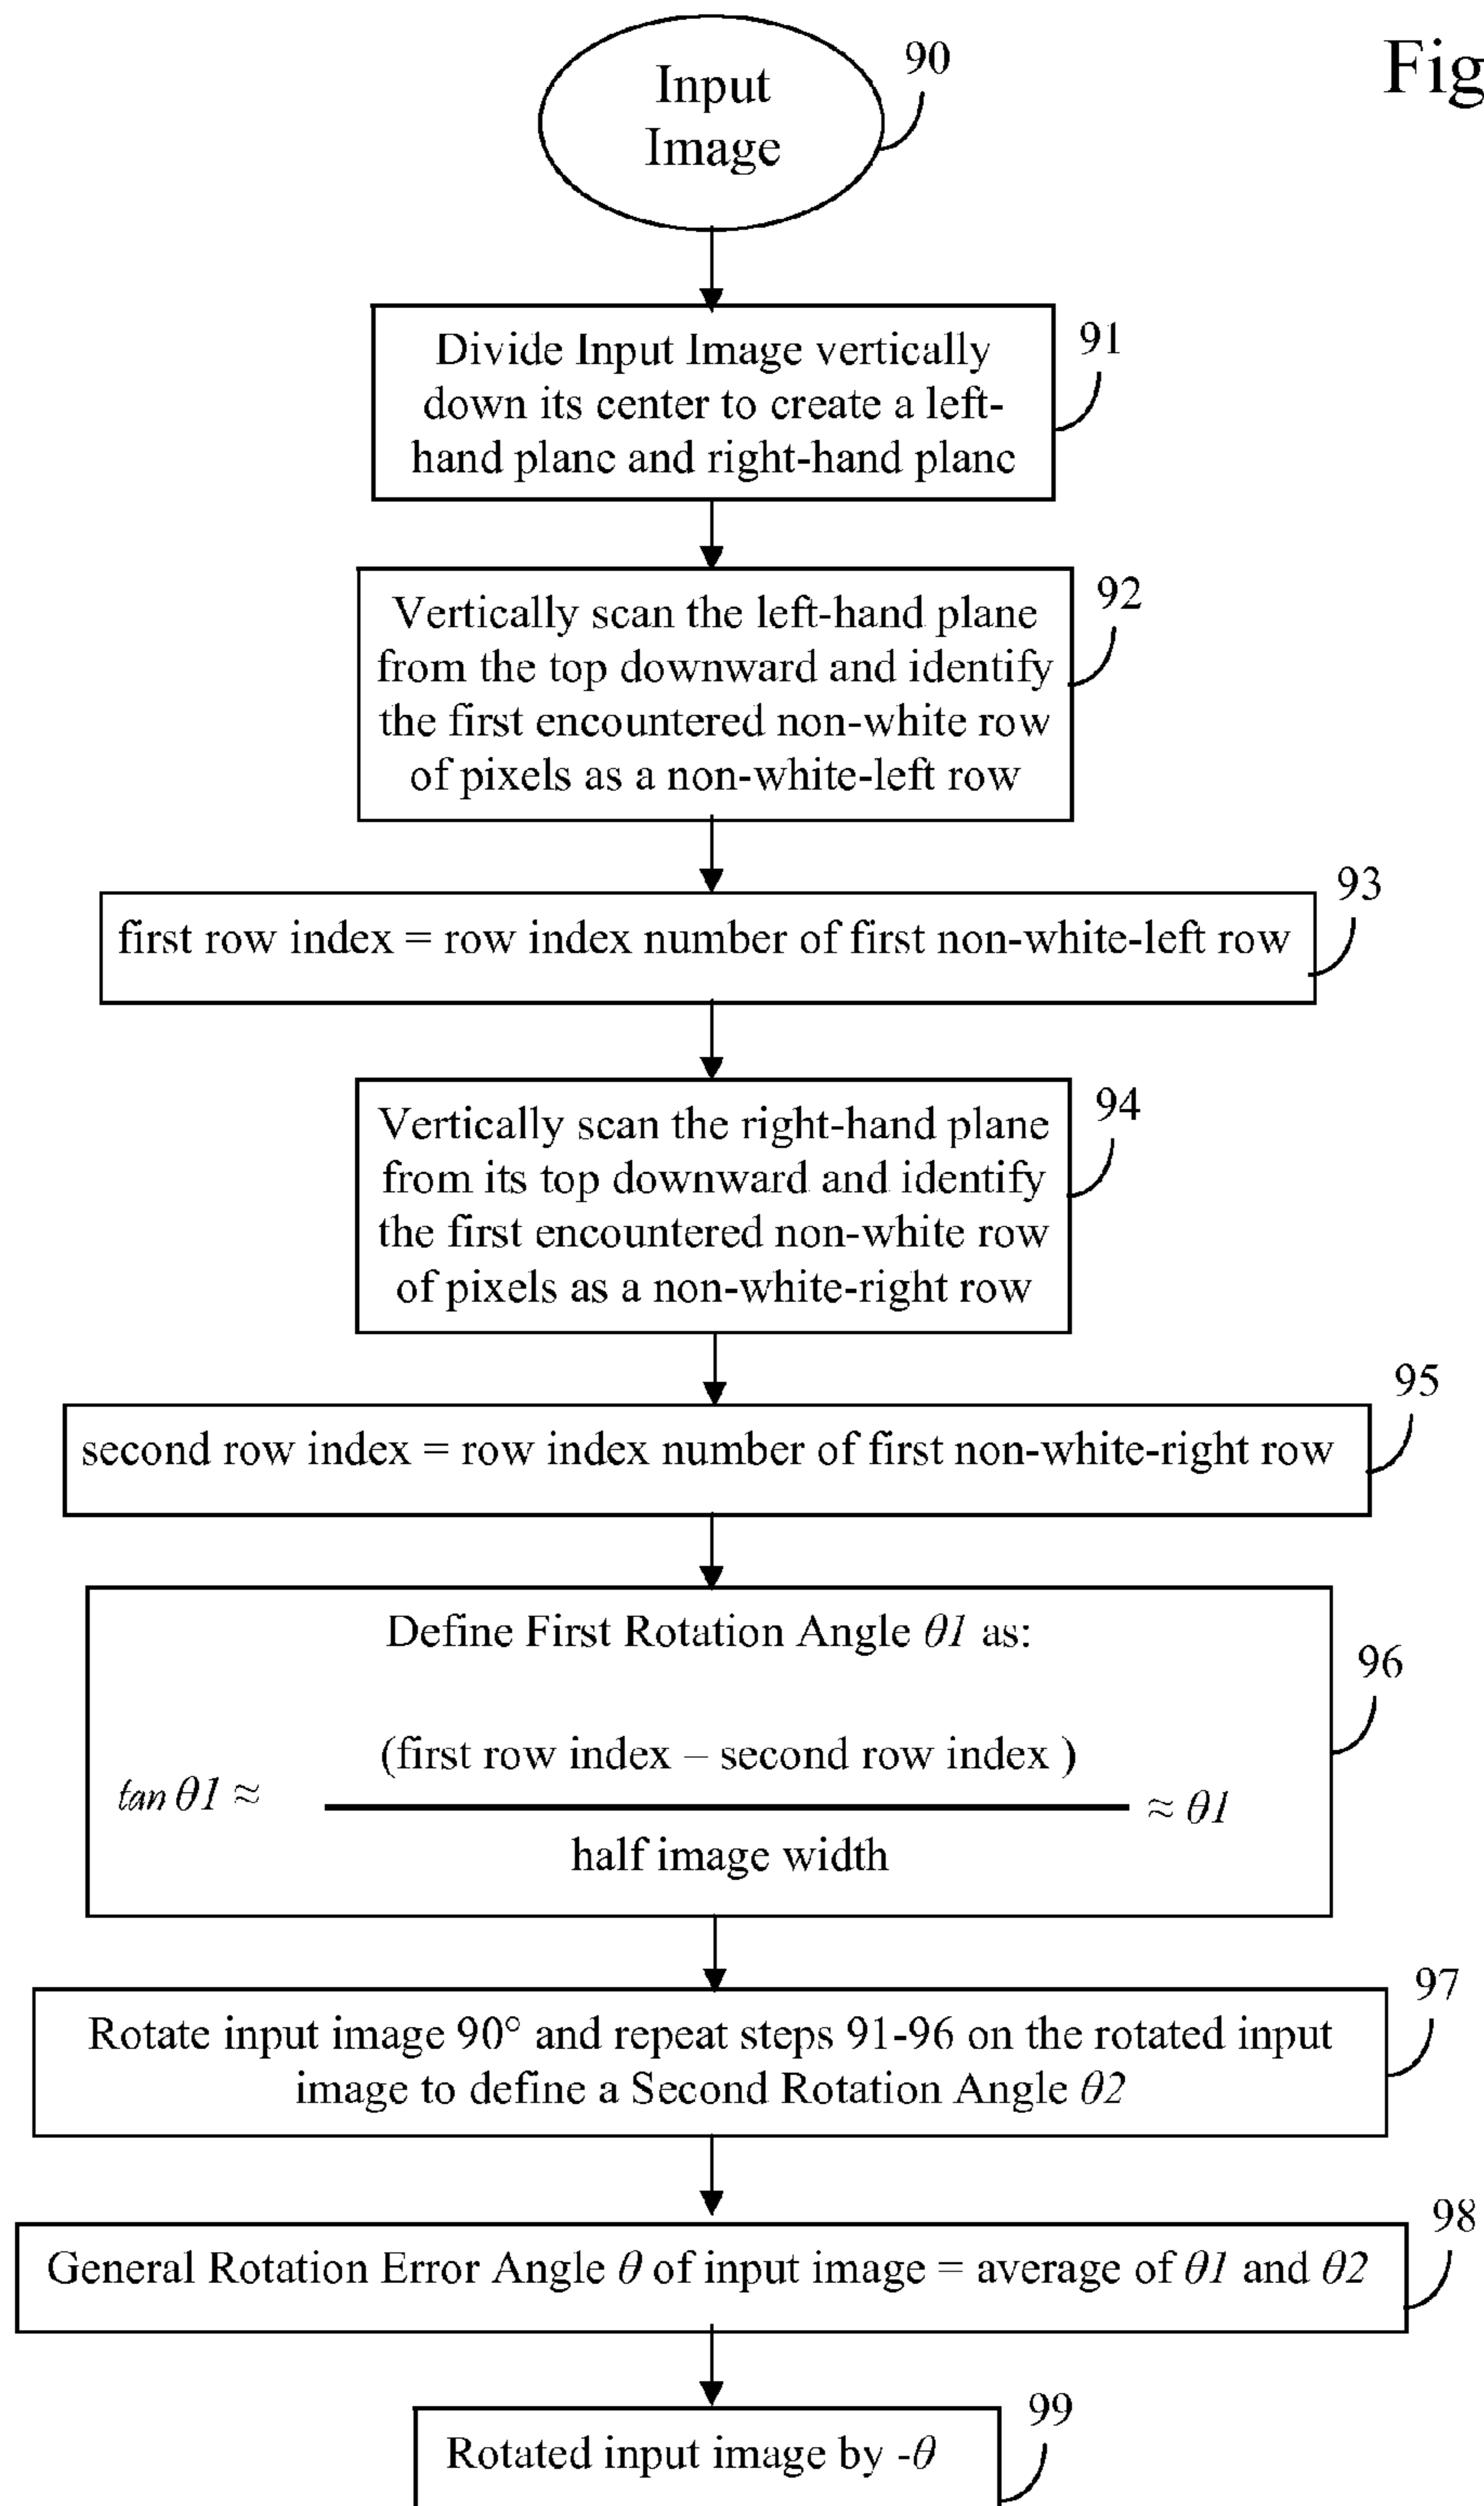 Fig
Input
Image
90
Divide Input Image vertically
down its center to create a left-
hand plane and right-hand plane
91
Vertically scan the left-hand plane
from the top downward and identify
the first encountered non-white row
of pixels as a non-white-left row
92
first row index = row index number of first non-white-left row
93
Vertically scan the right-hand plane
from its top downward and identify
the first encountered non-white row
of pixels as a non-white-right row
94
second row index = row index number of first non-white-right row
95
Define First Rotation Angle θ1 as:
(first row index – second row index )
tan θ1 ≈ ≈ θ1
half image width
96
Rotate input image 90° and repeat steps 91-96 on the rotated input
image to define a Second Rotation Angle θ2
97
General Rotation Error Angle θ of input image = average of θ1 and θ2
98
Rotated input image by -θ
99